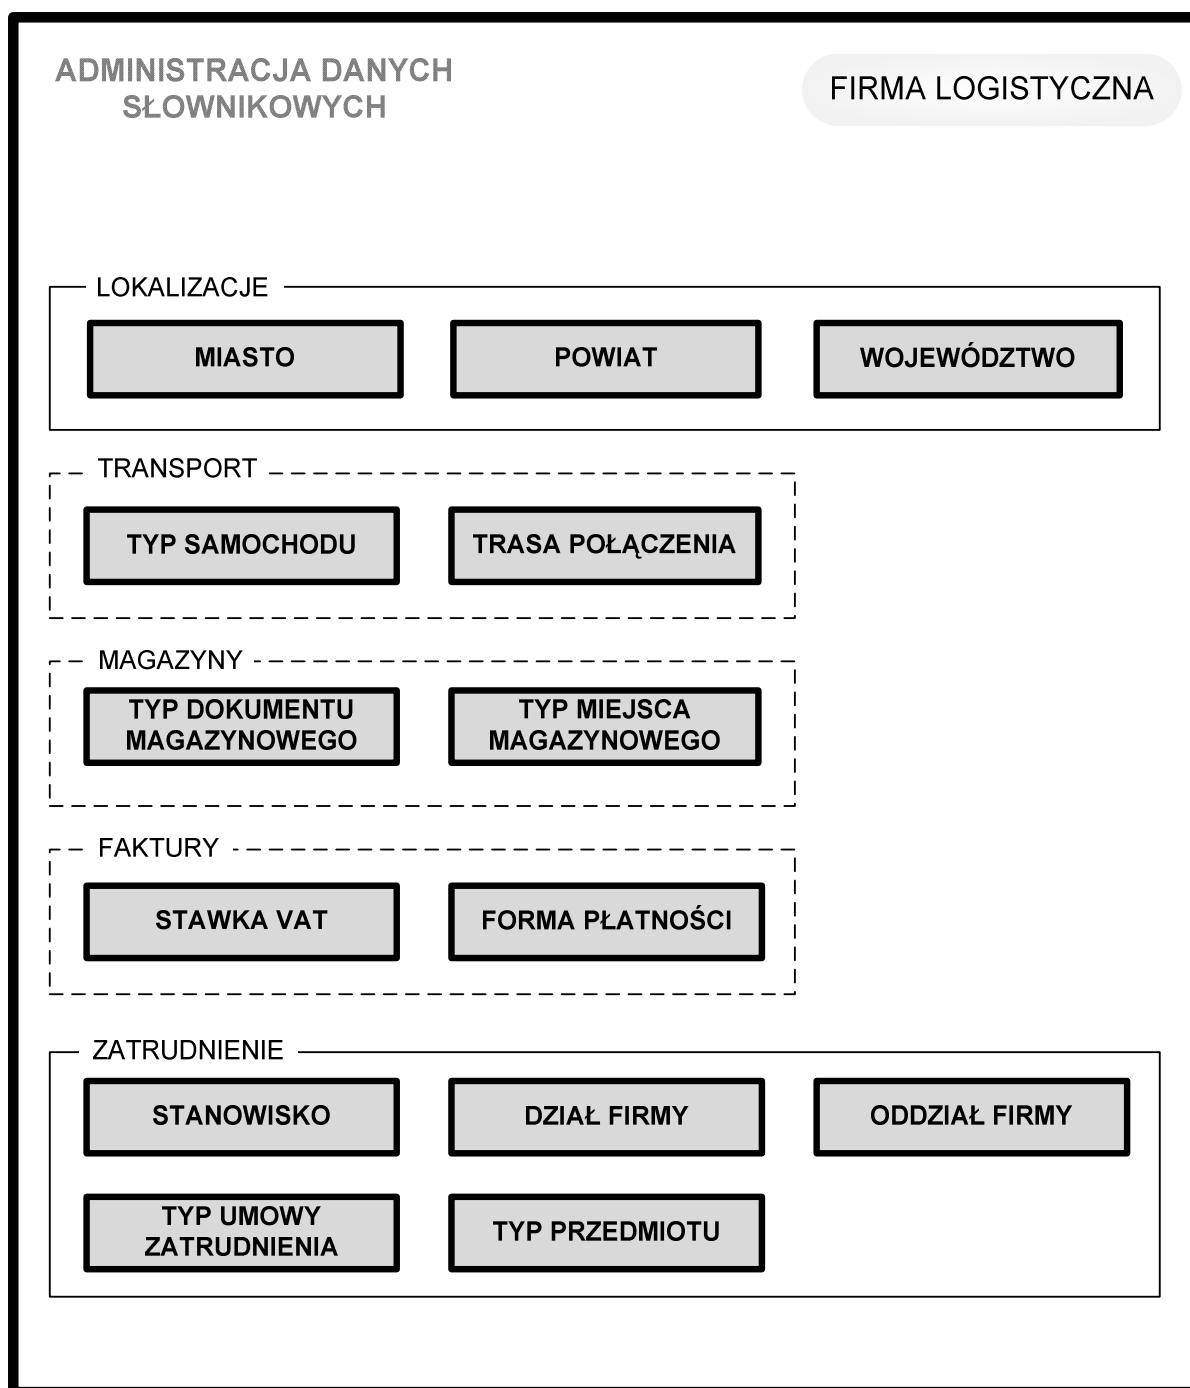 ADMINISTRACJA DANYCH
SŁOWNIKOWYCH
FIRMA LOGISTYCZNA
LOKALIZACJE
MIASTO
POWIAT
WOJEWÓDZTWO
TRANSPORT
TYP SAMOCHODU
TRASA POŁĄCZENIA
MAGAZYNY
TYP DOKUMENTU
MAGAZYNOWEGO
TYP MIEJSCA
MAGAZYNOWEGO
FAKTURY
STAWKA VAT
FORMA PŁATNOŚCI
ZATRUDNIENIE
STANOWISKO
DZIAŁ FIRMY
ODDZIAŁ FIRMY
TYP UMOWY
ZATRUDNIENIA
TYP PRZEDMIOTU